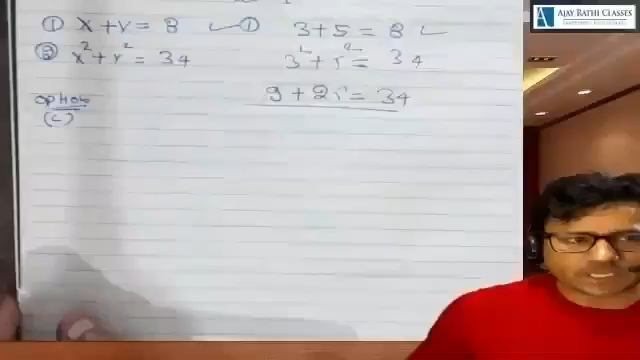 ① x + y = 8 ✓ ① 3 + 5 = 8 ✓
② x² + y² = 34 3² + 5² = 34
9 + 25 = 34
option
(C)
AJAY RATHI CLASSES